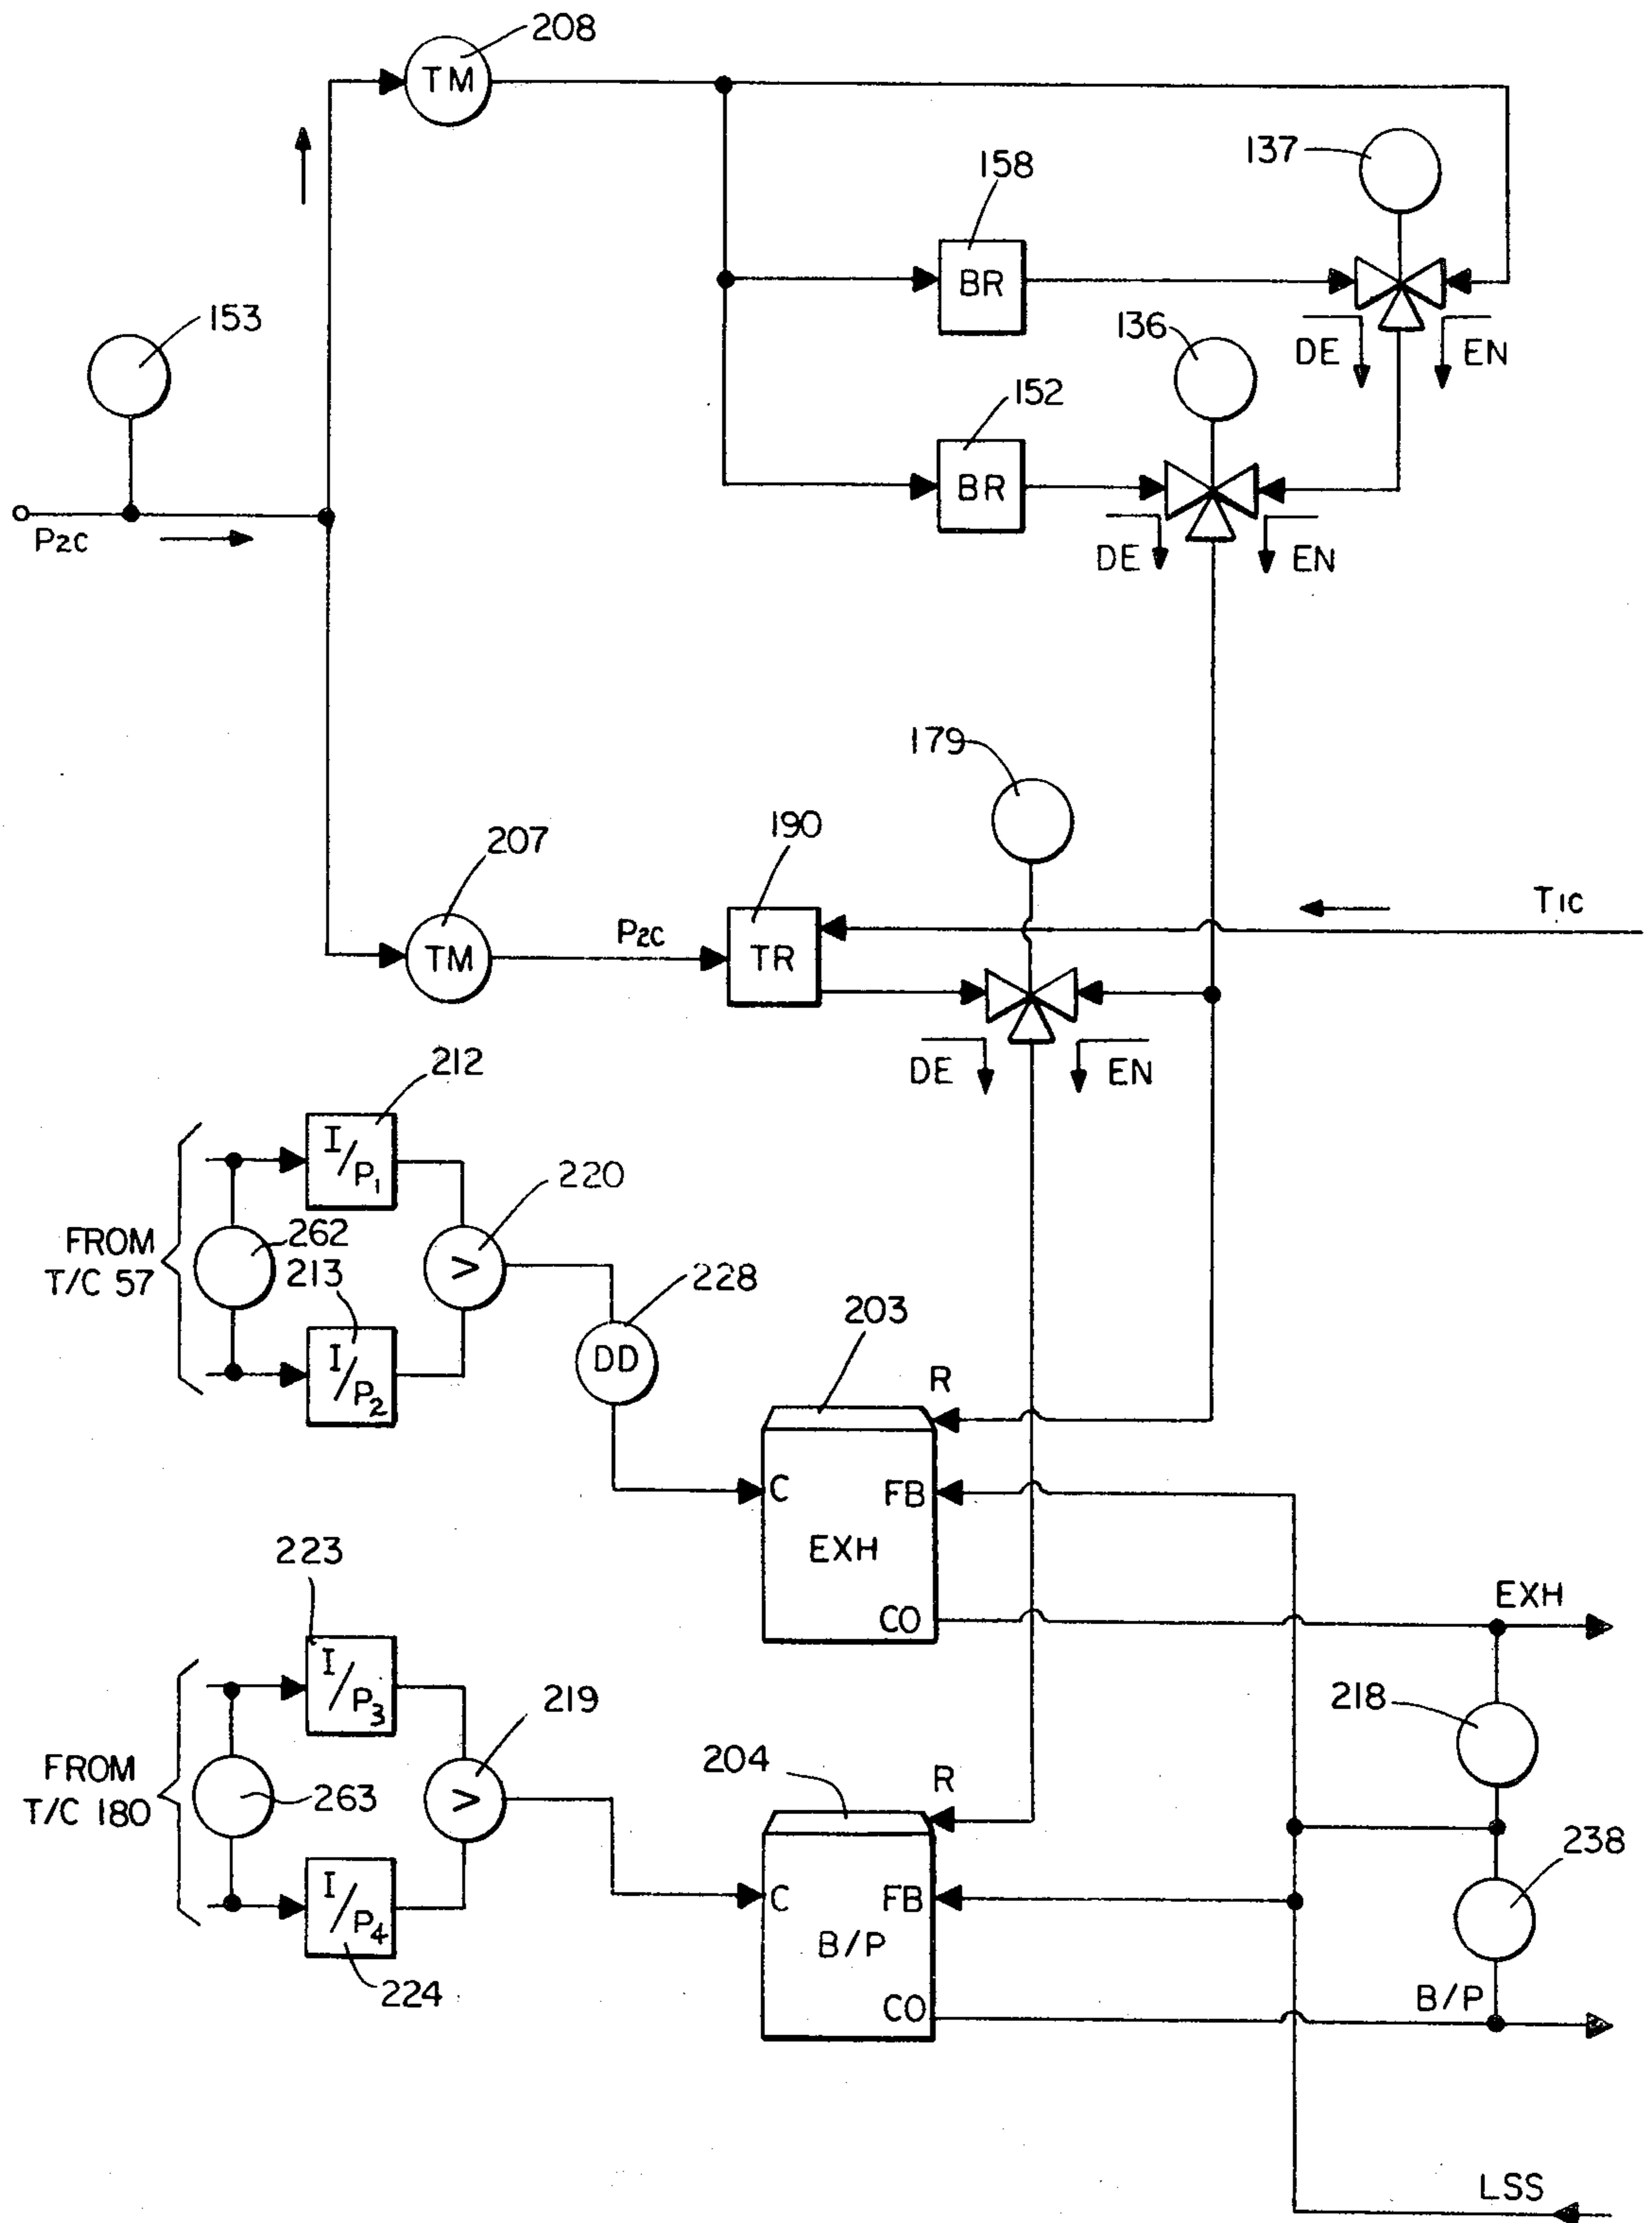 208
TM
137
158
BR
153
136
DE
EN
152
BR
P2C
DE
EN
179
190
207
T1C
P2C
TM
TR
212
DE
EN
I/P1
220
FROM
T/C 57
262
>
213
228
I/P2
DD
203
R
C
FB
223
EXH
EXH
CO
I/P3
219
218
204
R
FROM
T/C 180
263
>
238
C
FB
I/P4
B/P
224
B/P
CO
LSS